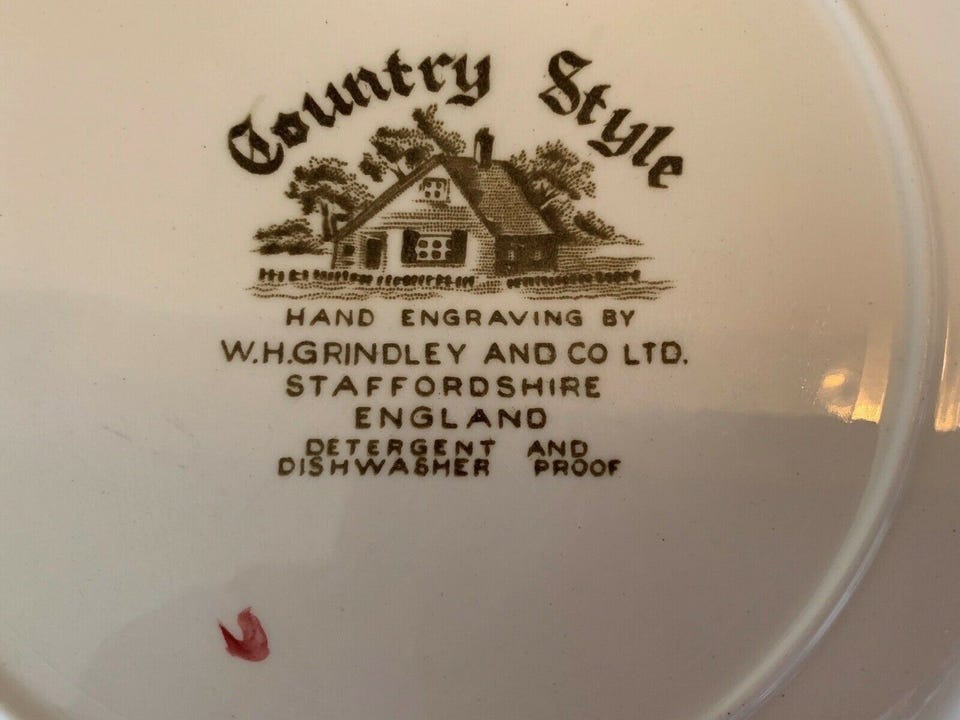 Country Style
HAND ENGRAVING BY
W.H.GRINDLEY AND CO LTD.
STAFFORDSHIRE
ENGLAND
DETERGENT AND
DISHWASHER PROOF